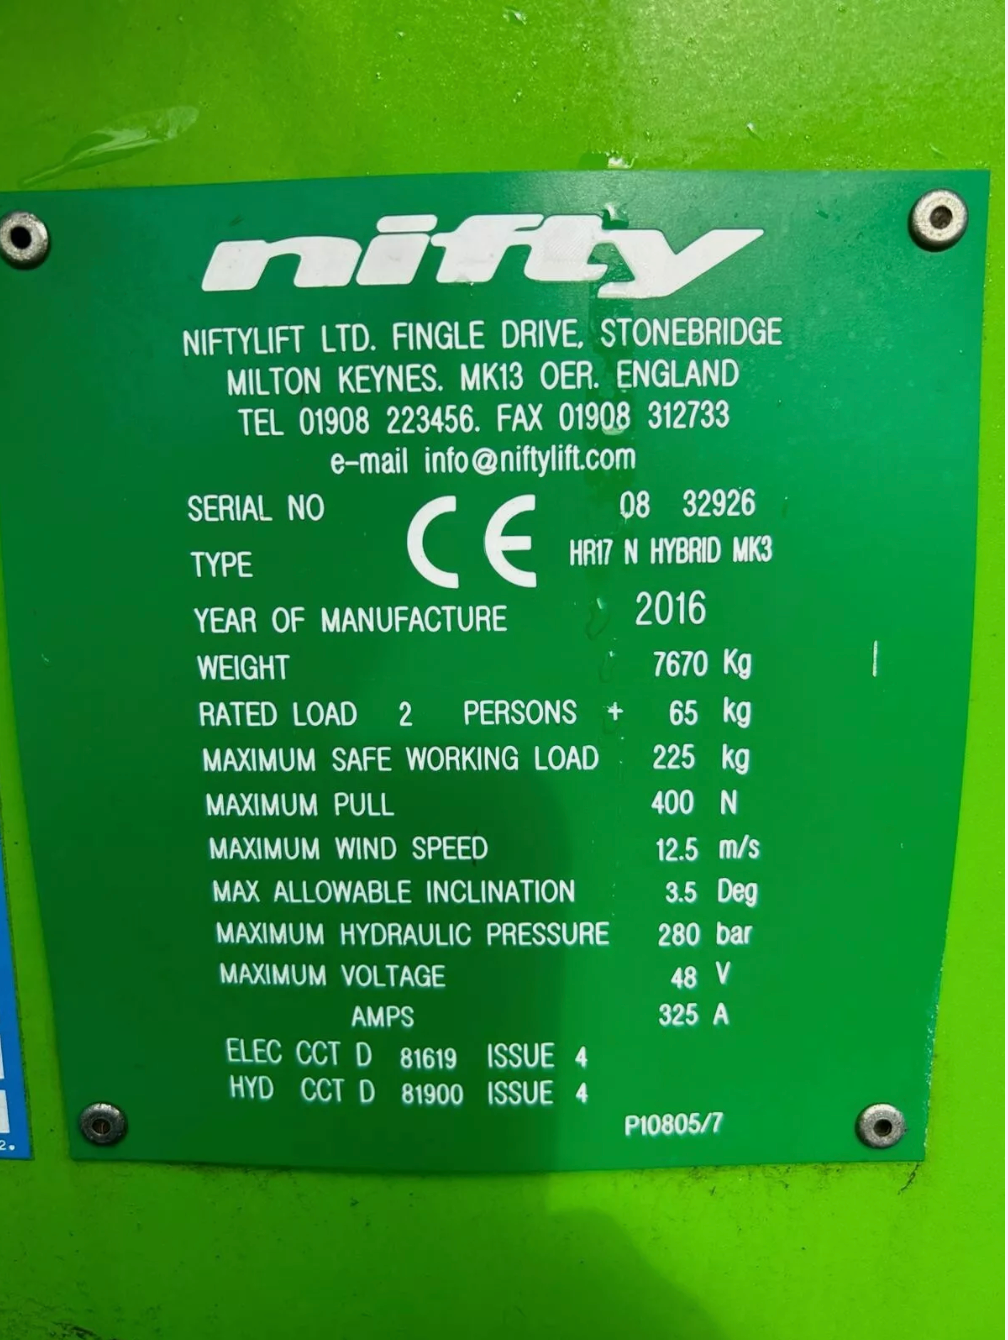 nifty
NIFTYLIFT LTD. FINGLE DRIVE, STONEBRIDGE
MILTON KEYNES. MK13 OER. ENGLAND
TEL 01908 223456. FAX 01908 312733
e-mail info@niftylift.com
SERIAL NO 08 32926
CE
TYPE HR17 N HYBRID MK3
YEAR OF MANUFACTURE 2016
WEIGHT 7670 Kg
RATED LOAD 2 PERSONS + 65 kg
MAXIMUM SAFE WORKING LOAD 225 kg
MAXIMUM PULL 400 N
MAXIMUM WIND SPEED 12.5 m/s
MAX ALLOWABLE INCLINATION 3.5 Deg
MAXIMUM HYDRAULIC PRESSURE 280 bar
MAXIMUM VOLTAGE 48 V
AMPS 325 A
ELEC CCT D 81619 ISSUE 4
HYD CCT D 81900 ISSUE 4
P10805/7
2.